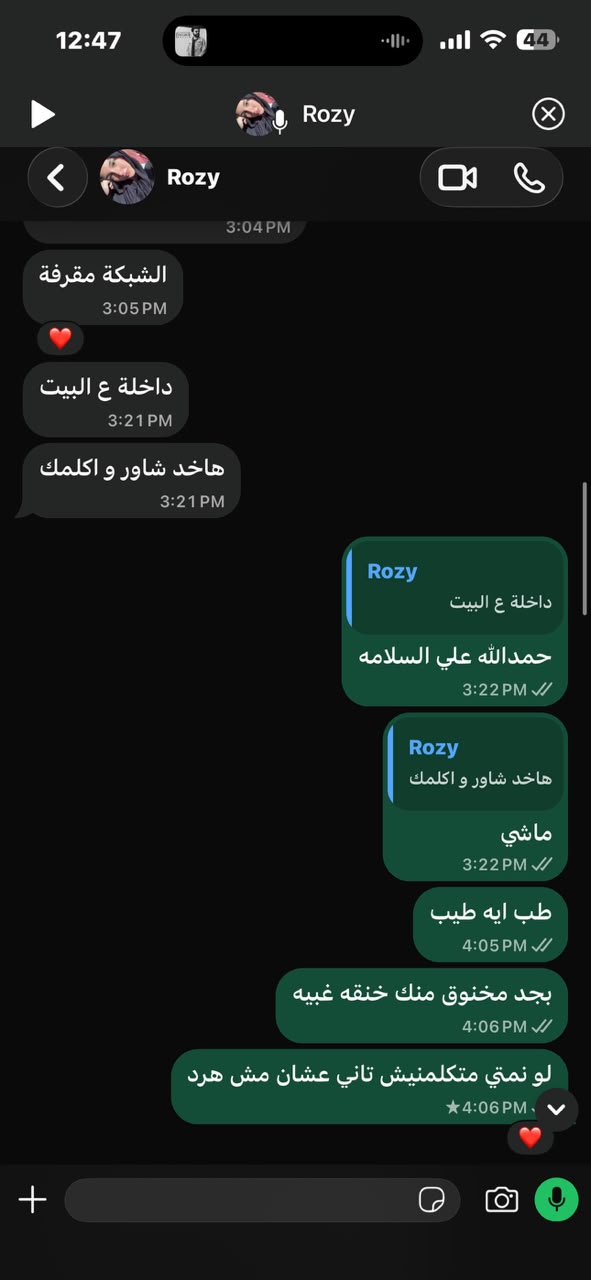 12:47
44
Rozy
Rozy
3:04 PM
الشبكة مقرفة
3:05 PM
داخلة ع البيت
3:21 PM
هاخد شاور و اكلمك
3:21 PM
Rozy
داخلة ع البيت
حمدالله علي السلامه
3:22 PM
Rozy
هاخد شاور و اكلمك
ماشي
3:22 PM
طب ايه طيب
4:05 PM
بجد مخنوق منك خنقه غبيه
4:06 PM
لو نمتي متكلمنيش تاني عشان مش هرد
4:06 PM